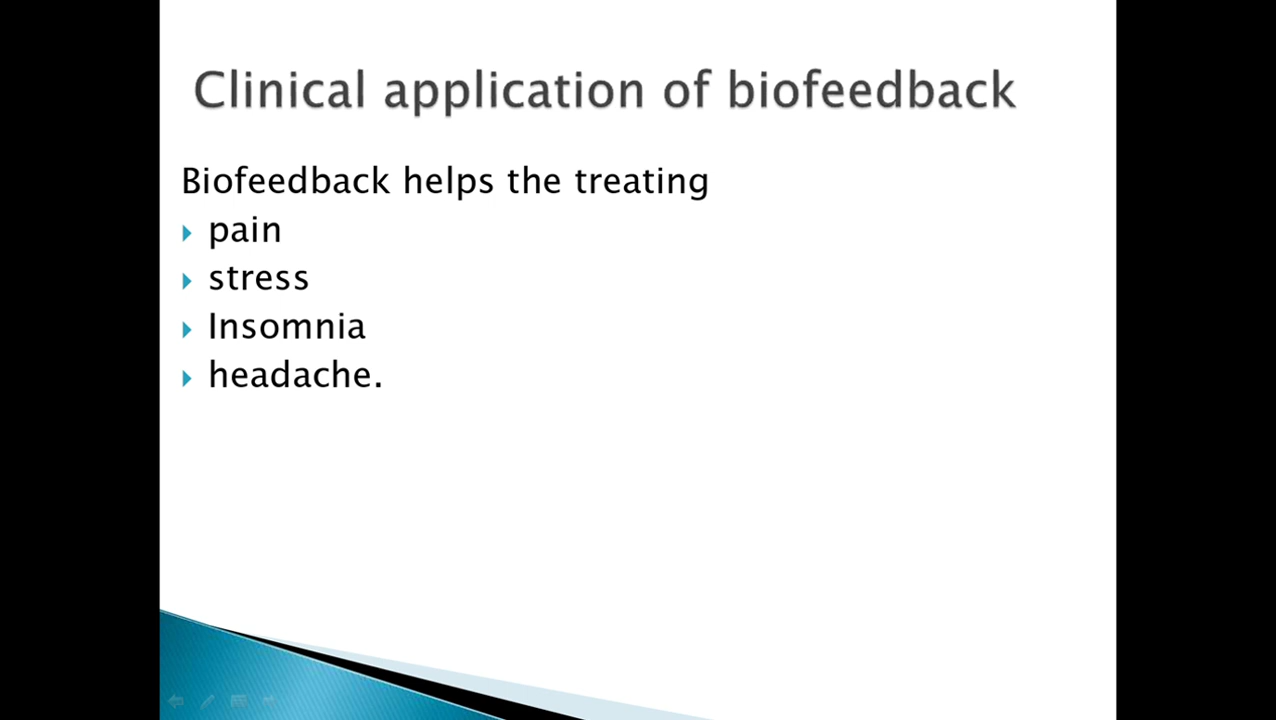 Clinical application of biofeedback
Biofeedback helps the treating
pain
stress
Insomnia
headache.